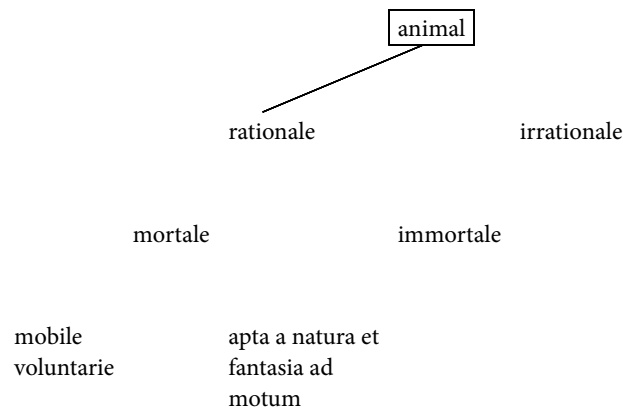 animal
rationale
irrationale
mortale
immortale
mobile
voluntarie
apta a natura et
fantasia ad
motum